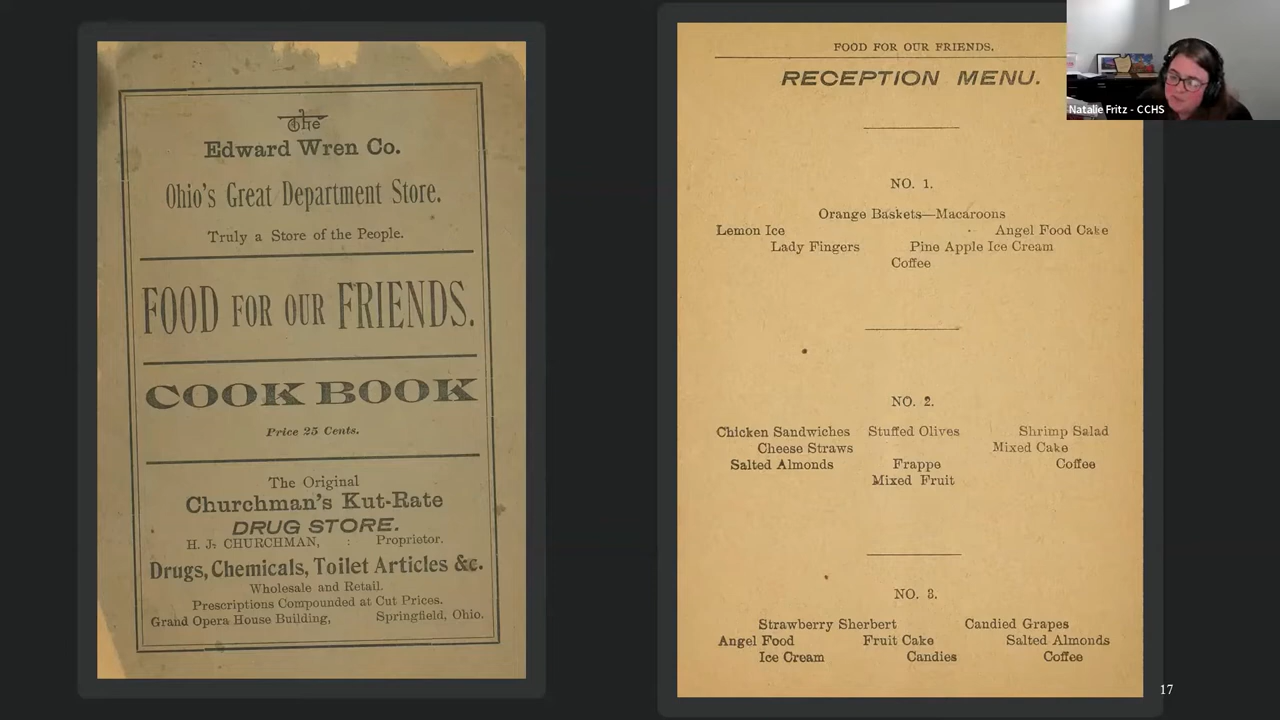 The
Edward Wren Co.
Ohio's Great Department Store.
Truly a Store of the People.
FOOD FOR OUR FRIENDS.
COOK BOOK
Price 25 Cents.
The Original
Churchman's Kut-Rate
DRUG STORE.
H. J. CHURCHMAN, : Proprietor.
Drugs, Chemicals, Toilet Articles &c.
Wholesale and Retail.
Prescriptions Compounded at Cut Prices.
Grand Opera House Building, Springfield, Ohio.
FOOD FOR OUR FRIENDS.
RECEPTION MENU.
NO. 1.
Orange Baskets—Macaroons
Lemon Ice Angel Food Cake
Lady Fingers Pine Apple Ice Cream
Coffee
NO. 2.
Chicken Sandwiches Stuffed Olives Shrimp Salad
Cheese Straws Mixed Cake
Salted Almonds Frappe Coffee
Mixed Fruit
NO. 3.
Strawberry Sherbert Candied Grapes
Angel Food Fruit Cake Salted Almonds
Ice Cream Candies Coffee
Natalie Fritz - CCHS
17